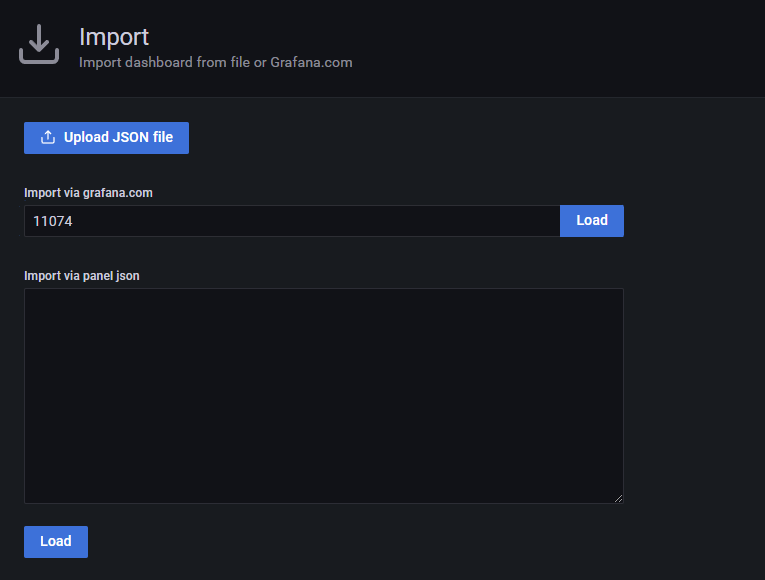 Import
Import dashboard from file or Grafana.com
Upload JSON file
Import via grafana.com
11074
Load
Import via panel json
Load